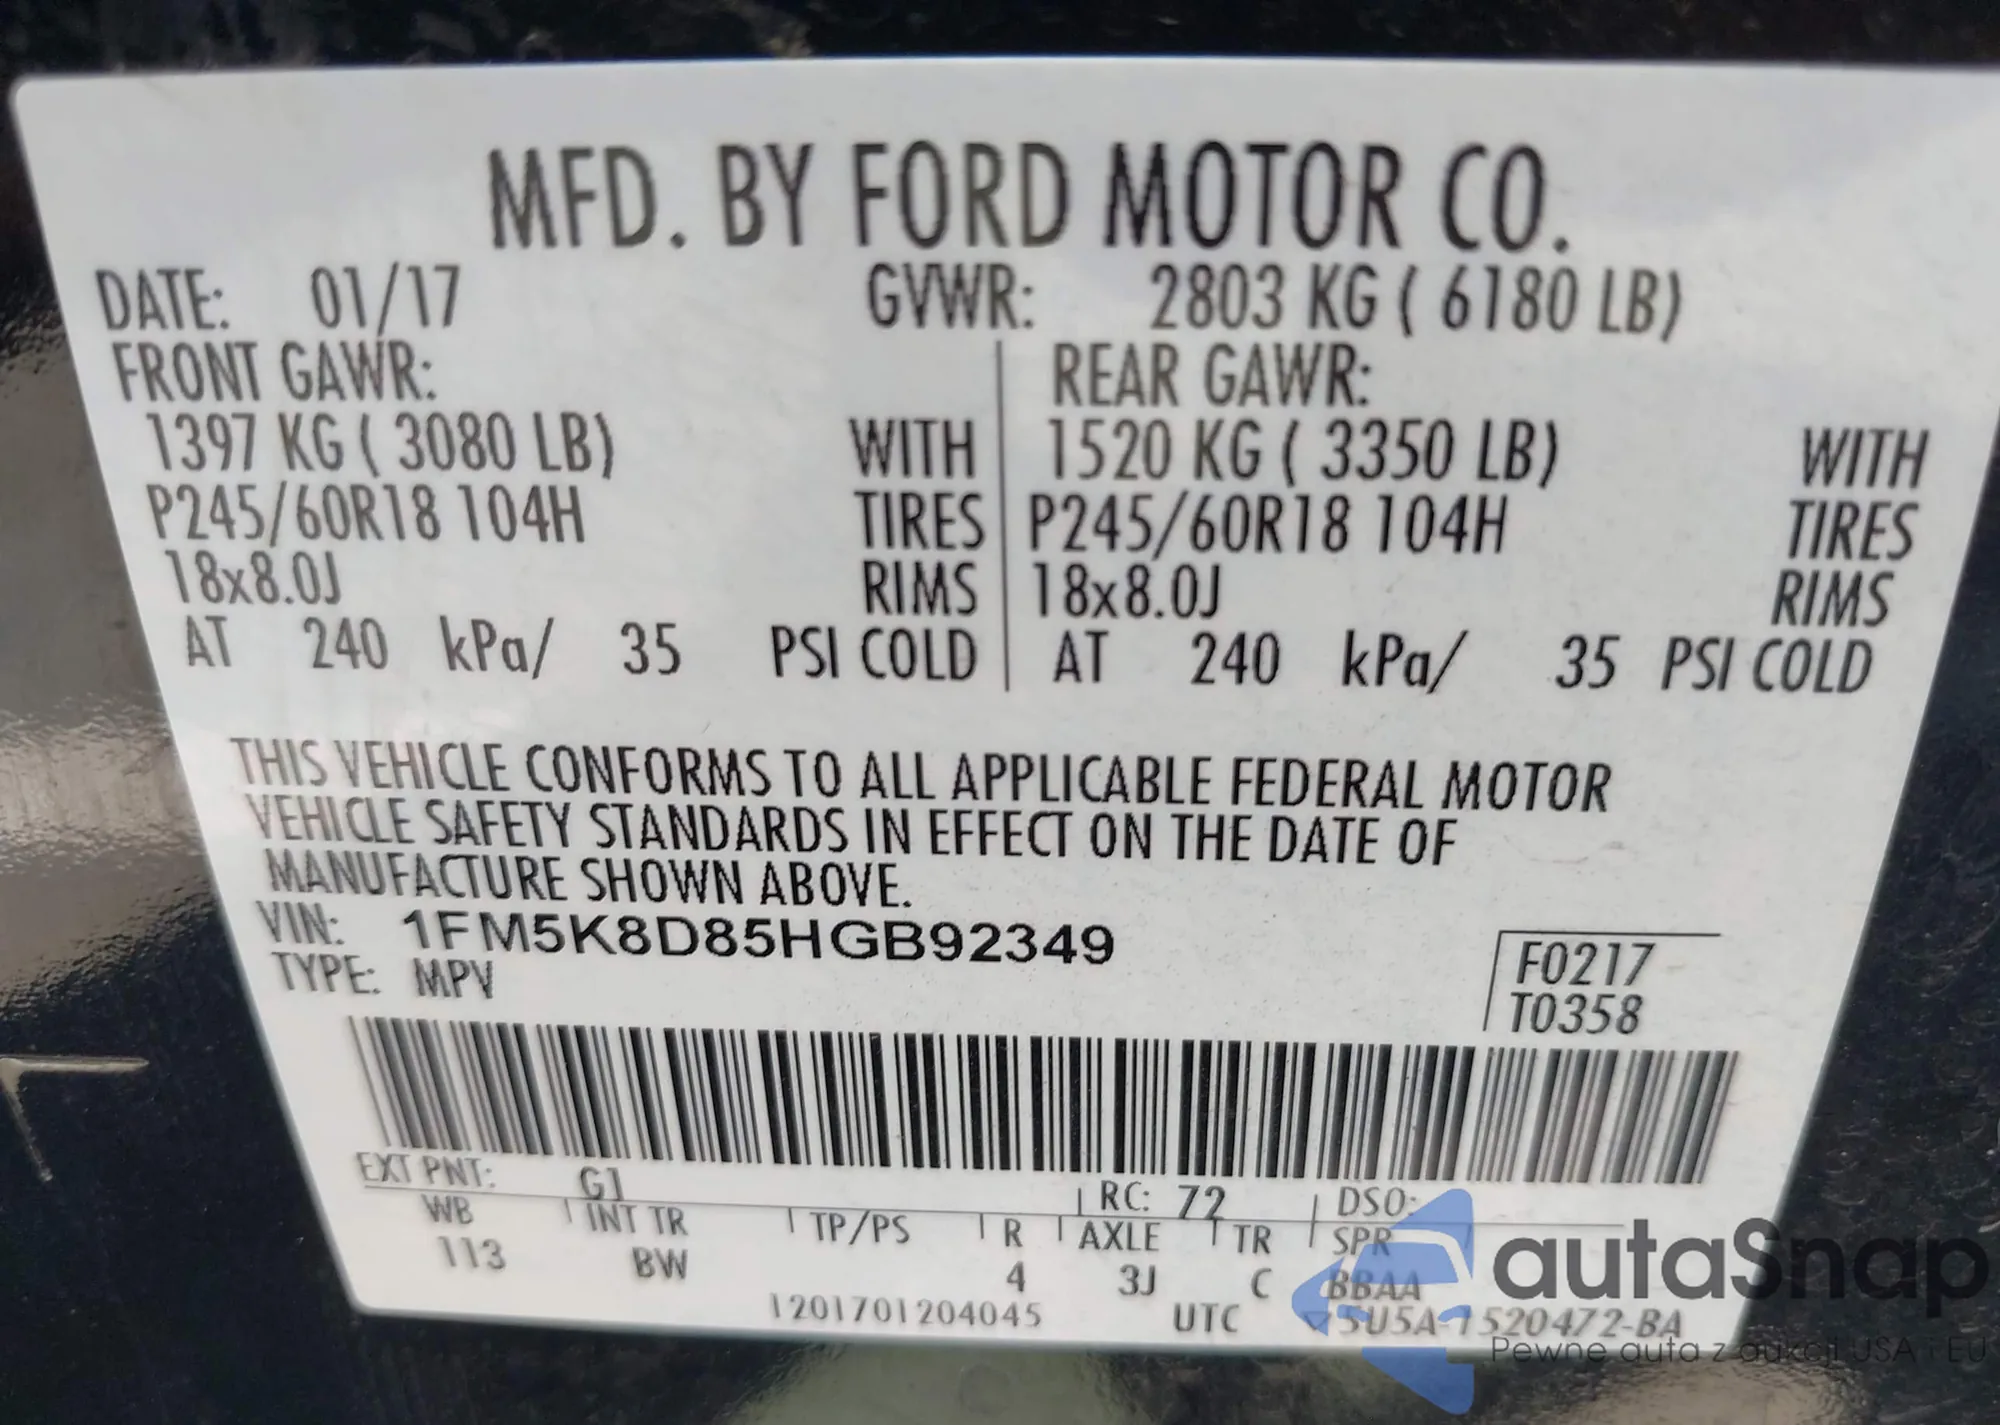 MFD. BY FORD MOTOR CO.
DATE: 01/17 GVWR: 2803 KG ( 6180 LB)
FRONT GAWR: REAR GAWR:
1397 KG ( 3080 LB) WITH 1520 KG ( 3350 LB) WITH
P245/60R18 104H TIRES P245/60R18 104H TIRES
18x8.0J RIMS 18x8.0J RIMS
AT 240 kPa/ 35 PSI COLD AT 240 kPa/ 35 PSI COLD
THIS VEHICLE CONFORMS TO ALL APPLICABLE FEDERAL MOTOR
VEHICLE SAFETY STANDARDS IN EFFECT ON THE DATE OF
MANUFACTURE SHOWN ABOVE.
VIN: 1FM5K8D85HGB92349
TYPE: MPV
F0217
T0358
EXT PNT: G1 RC: 72 DSO:
WB INT TR TP/PS R AXLE TR SPR
113 BW 4 3J C BBAA
1201701204045 UTC 5U5A-1520472-BA
autaSnap
Pewne auta z aukcji USA i EU